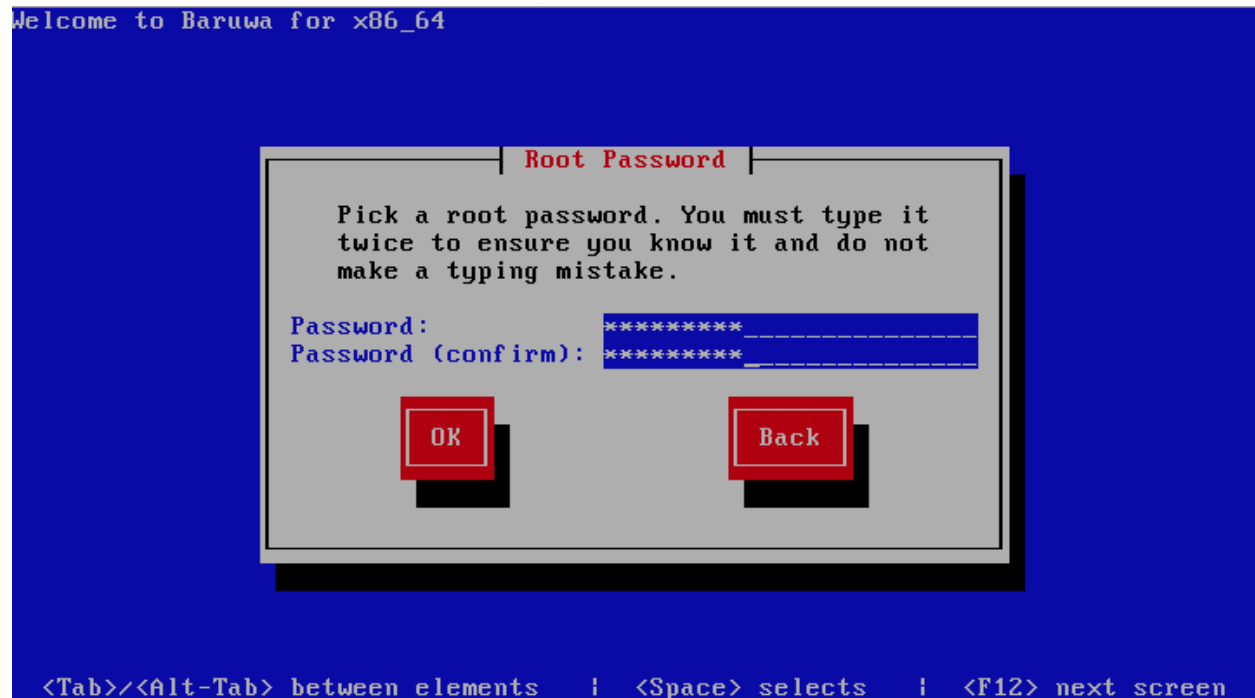 Welcome to Baruwa for x86_64
Root Password
Pick a root password. You must type it
twice to ensure you know it and do not
make a typing mistake.
Password: *********_______________
Password (confirm): *********_______________
OK Back
<Tab>/<Alt-Tab> between elements | <Space> selects | <F12> next screen